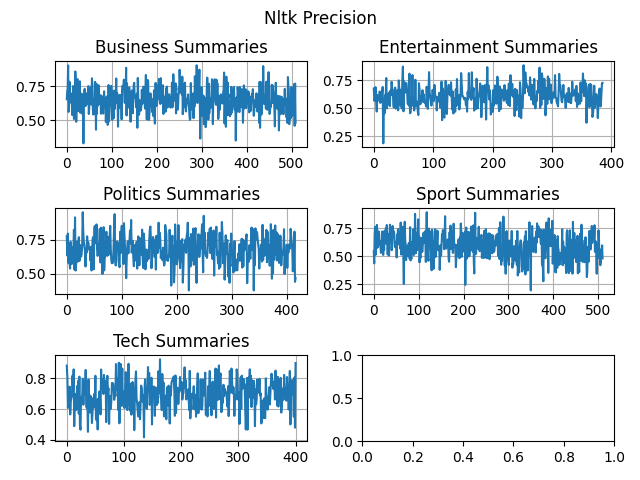 Nltk Precision
Business Summaries
0.75
0.50
0 100 200 300 400 500
Entertainment Summaries
0.75
0.50
0.25
0 200 400
Politics Summaries
0.75
0.50
0 100 200 300 400
Sport Summaries
0.75
0.50
0.25
0 100 200 300 400 500
Tech Summaries
0.8
0.6
0.4
0 200 400
1.0
0.5
0.0
0.0 0.2 0.4 0.6 0.8 1.0